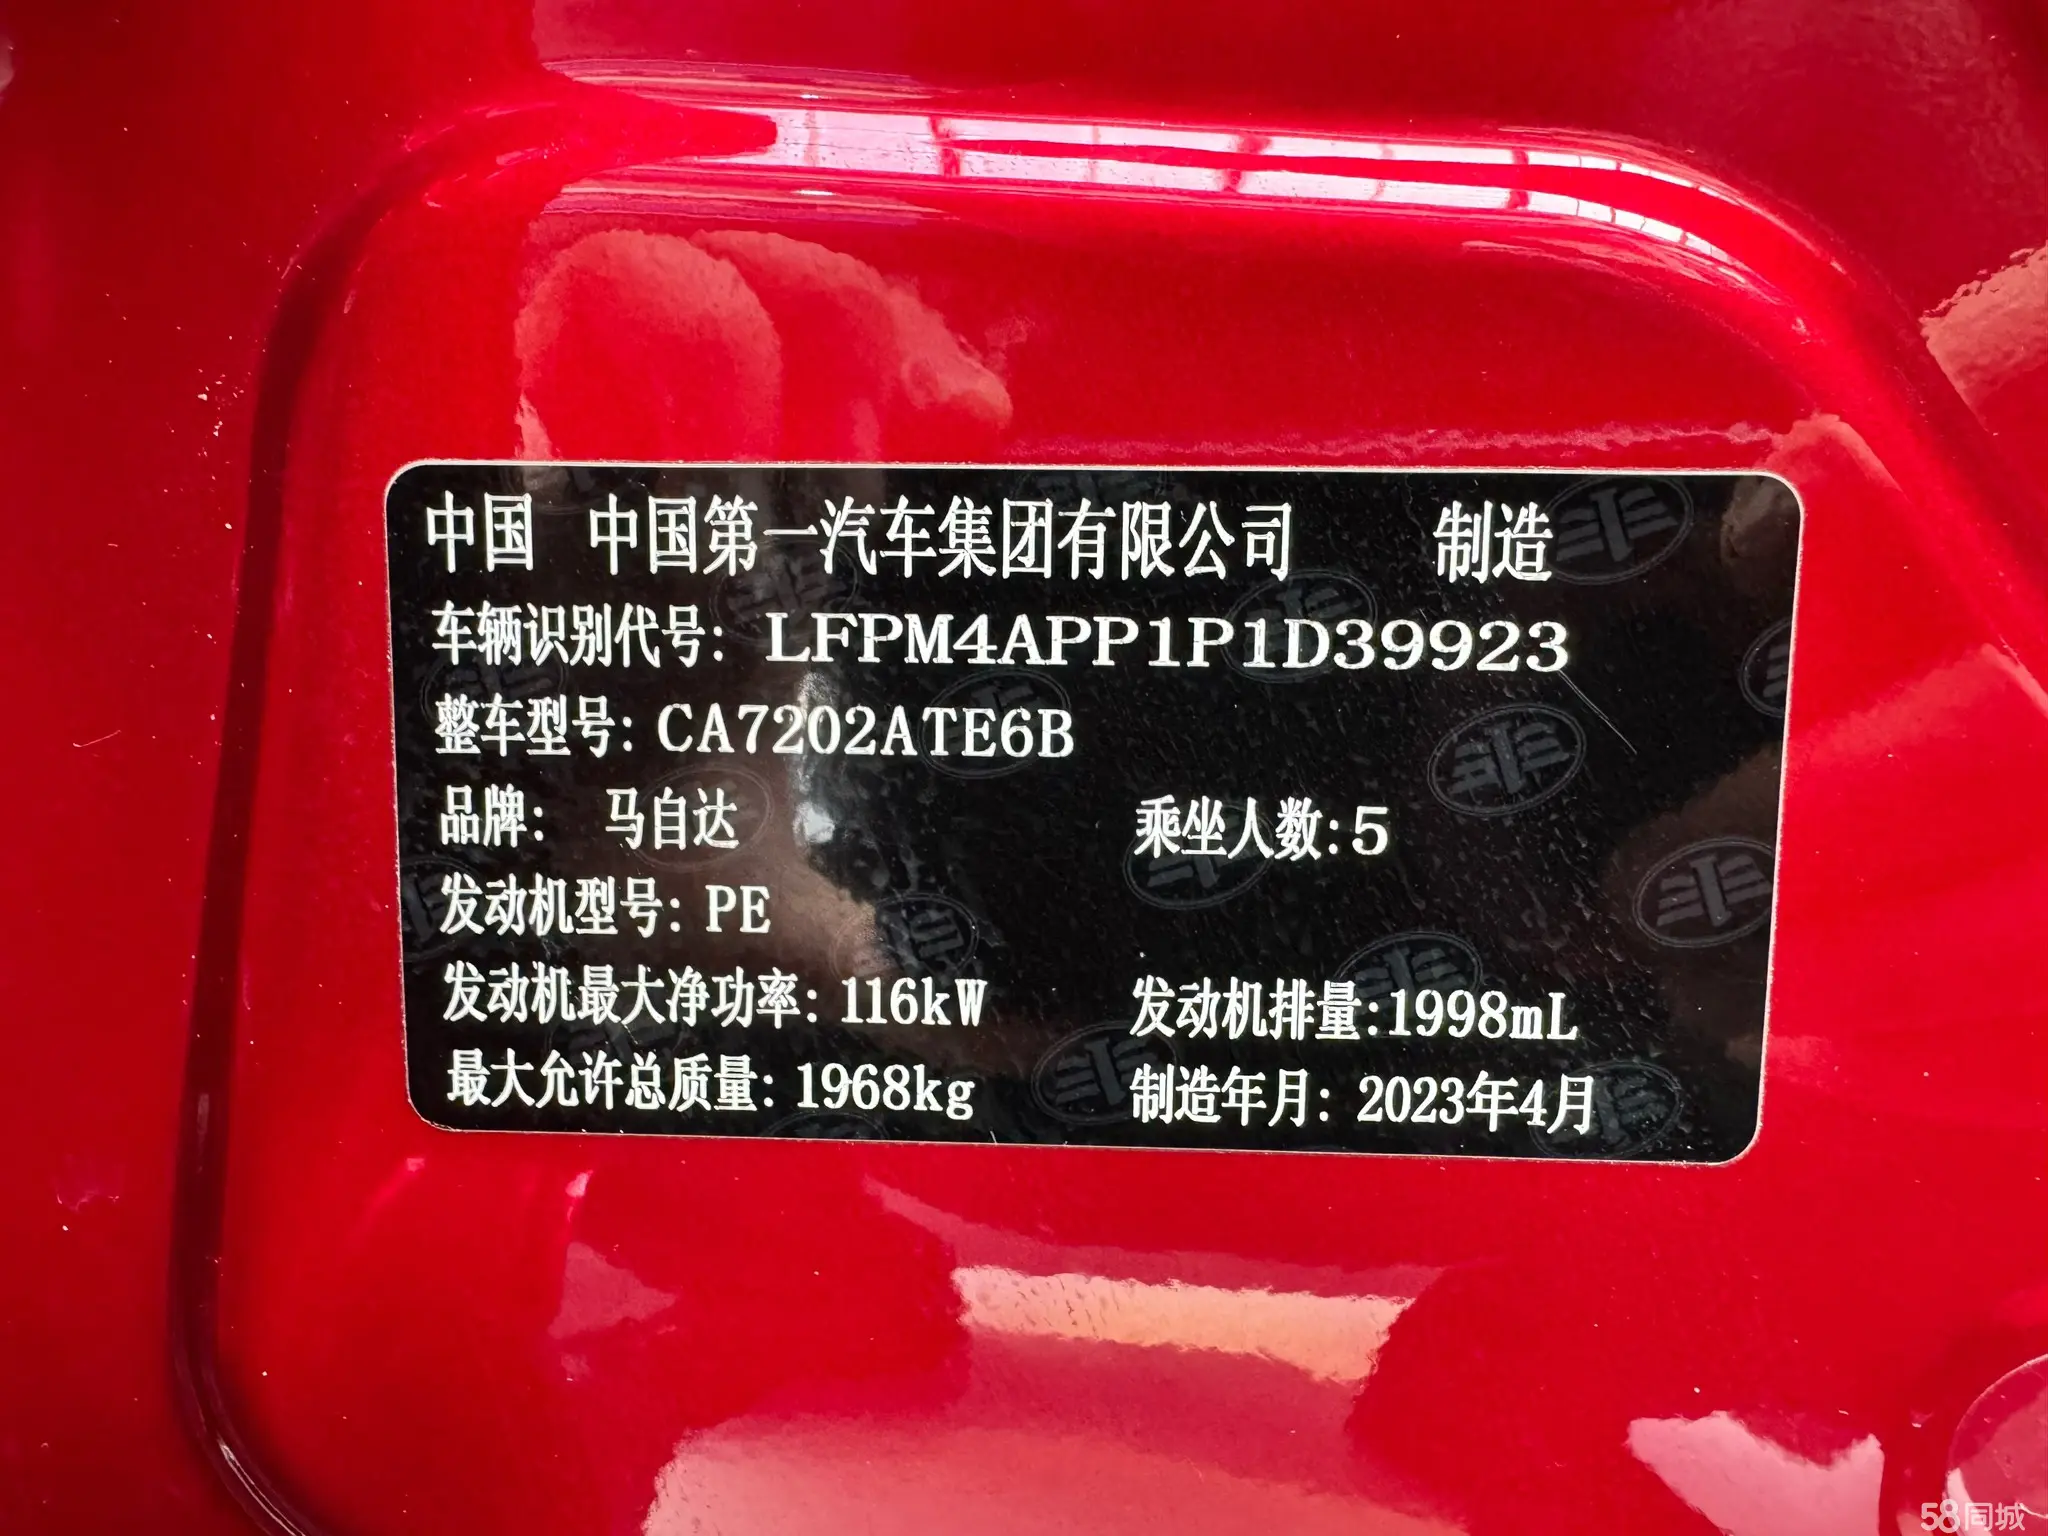 中国 中国第一汽车集团有限公司 制造
车辆识别代号: LFPM4APP1P1D39923
整车型号: CA7202ATE6B
品牌: 马自达 乘坐人数:5
发动机型号: PE
发动机最大净功率: 116kW 发动机排量:1998mL
最大允许总质量: 1968kg 制造年月: 2023年4月
58同城